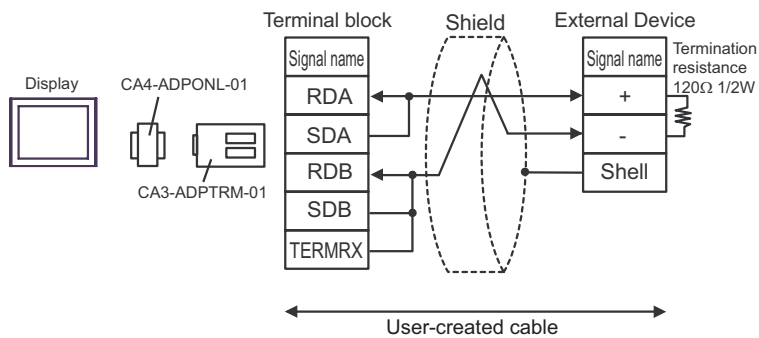 Terminal block
Shield
External Device
Display
CA4-ADPONL-01
CA3-ADPTRM-01
Signal name
RDA
SDA
RDB
SDB
TERMRX
Signal name
+
-
Shell
Termination
resistance
120Ω 1/2W
User-created cable